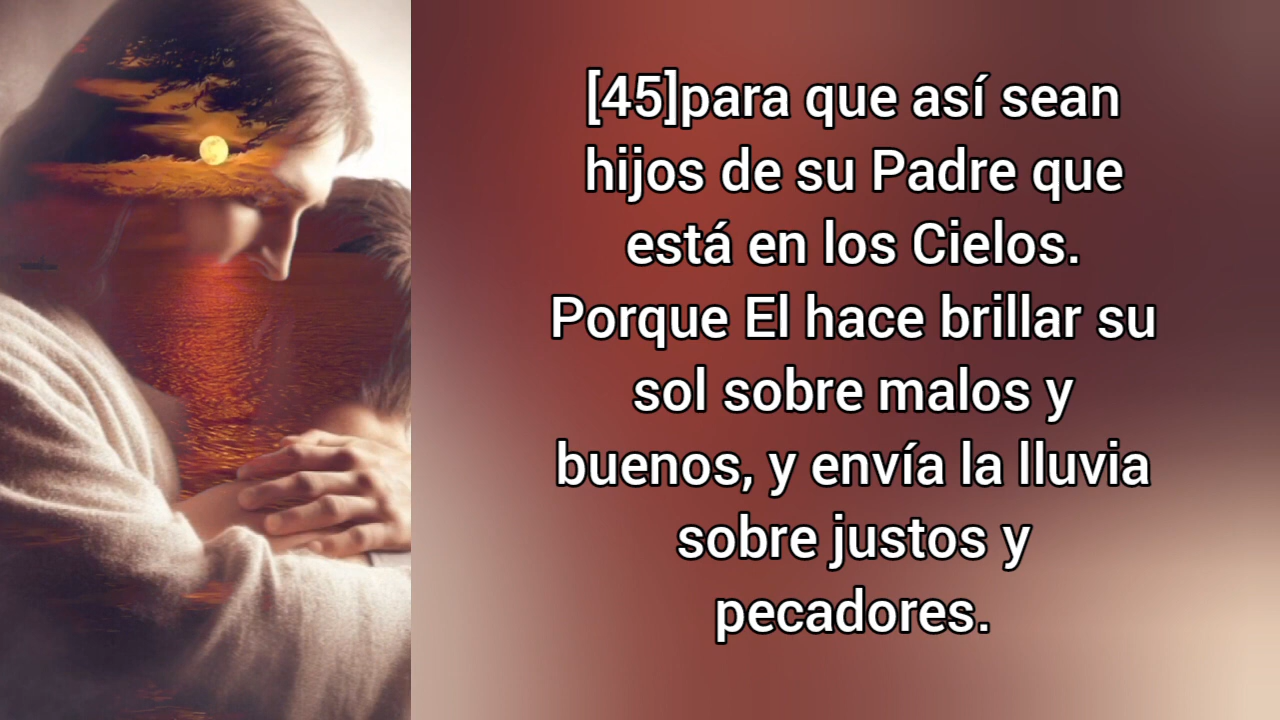 [45]para que así sean
hijos de su Padre que
está en los Cielos.
Porque El hace brillar su
sol sobre malos y
buenos, y envía la lluvia
sobre justos y
pecadores.